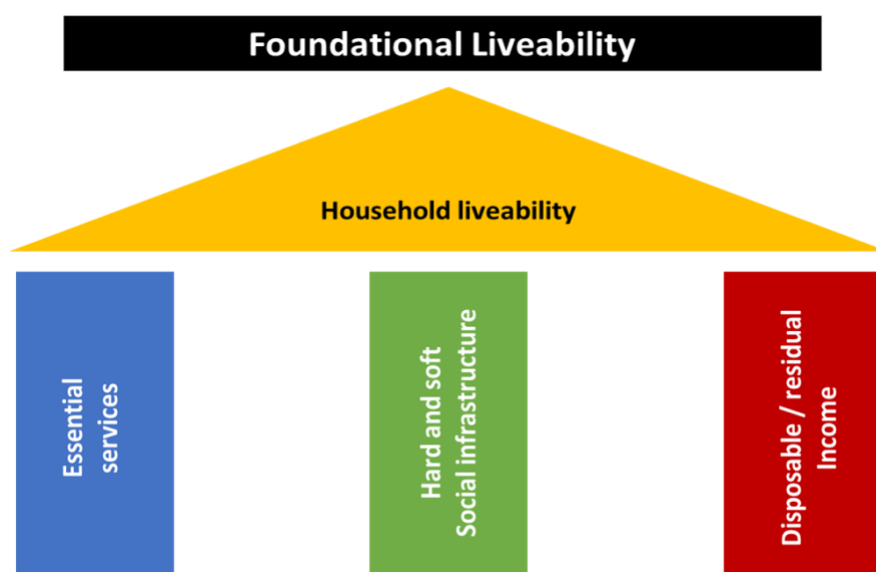 Foundational Liveability
Household liveability
Essential
services
Hard and soft
Social infrastructure
Disposable / residual
Income